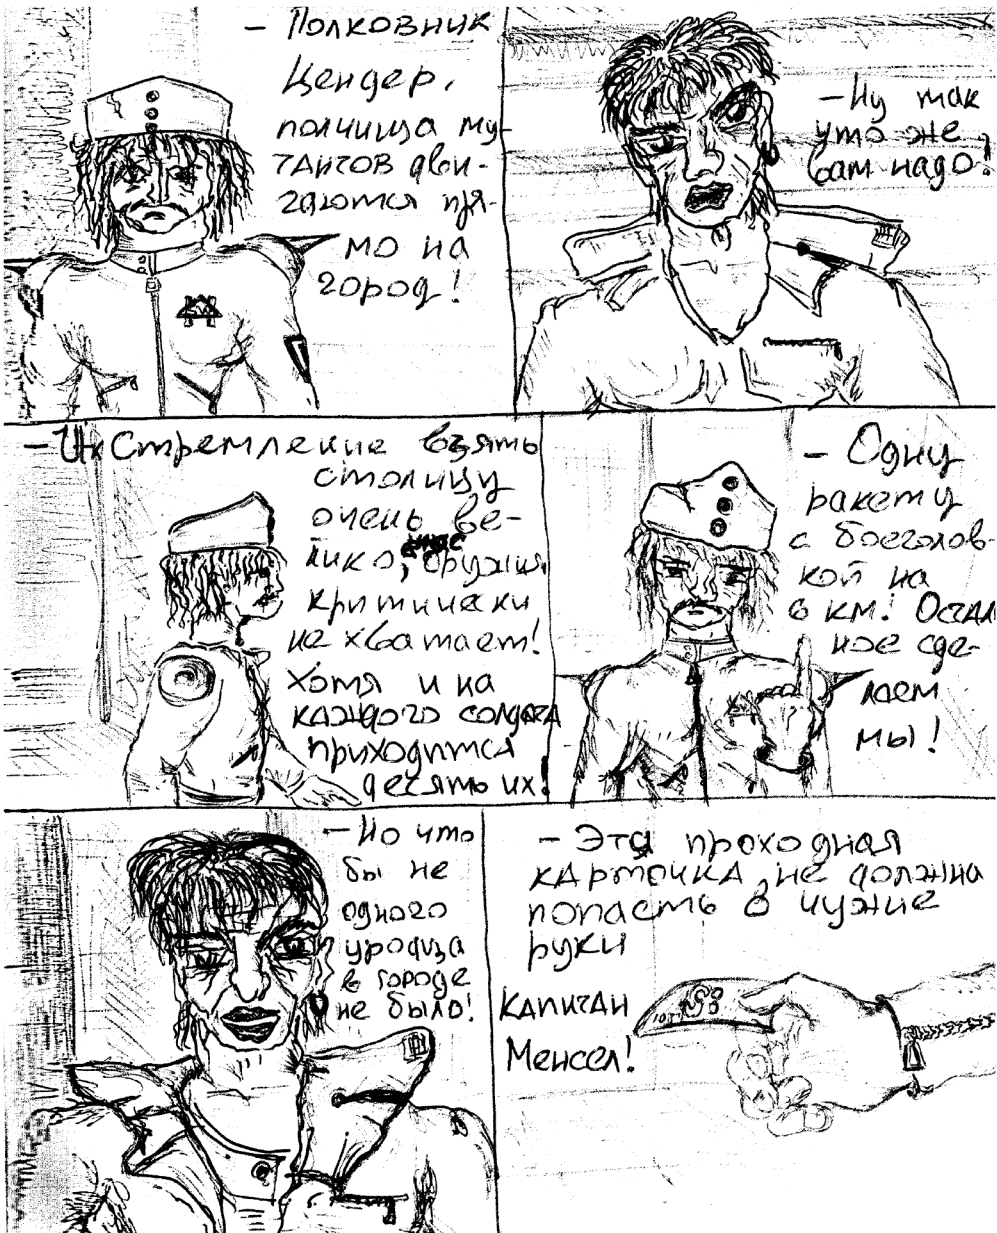 - Полковник
Цендер,
полчища му-
тантов дви-
гаются пря-
мо на
город!
- Ну так
что же
вам надо!
- Их стремление взять
столицу
очень ве-
лико, оружия
критически
не хватает!
Хотя и на
каждого солдата
приходится
десять их!
- Одну
ракету
с боеголов-
кой на
6 км! Остал
ное сде-
лаем
мы!
- Но что
бы не
одного
уродца
в городе
не было!
- Эта проходная
карточка не должна
попасть в чужие
руки
капитан
Менсел!